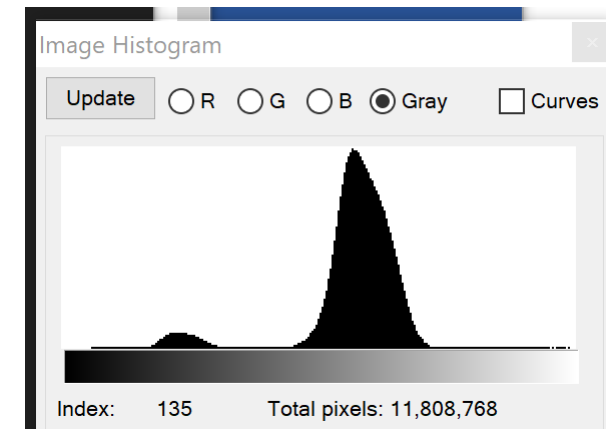 Image Histogram
Update R G B Gray Curves
Index: 135 Total pixels: 11,808,768